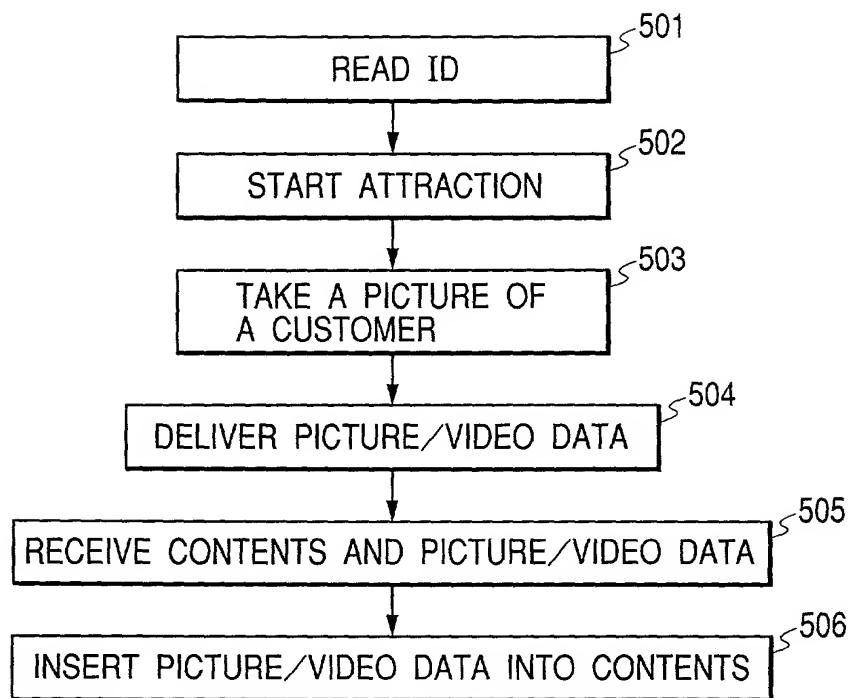 501
READ ID
502
START ATTRACTION
503
TAKE A PICTURE OF
A CUSTOMER
504
DELIVER PICTURE/VIDEO DATA
505
RECEIVE CONTENTS AND PICTURE/VIDEO DATA
506
INSERT PICTURE/VIDEO DATA INTO CONTENTS